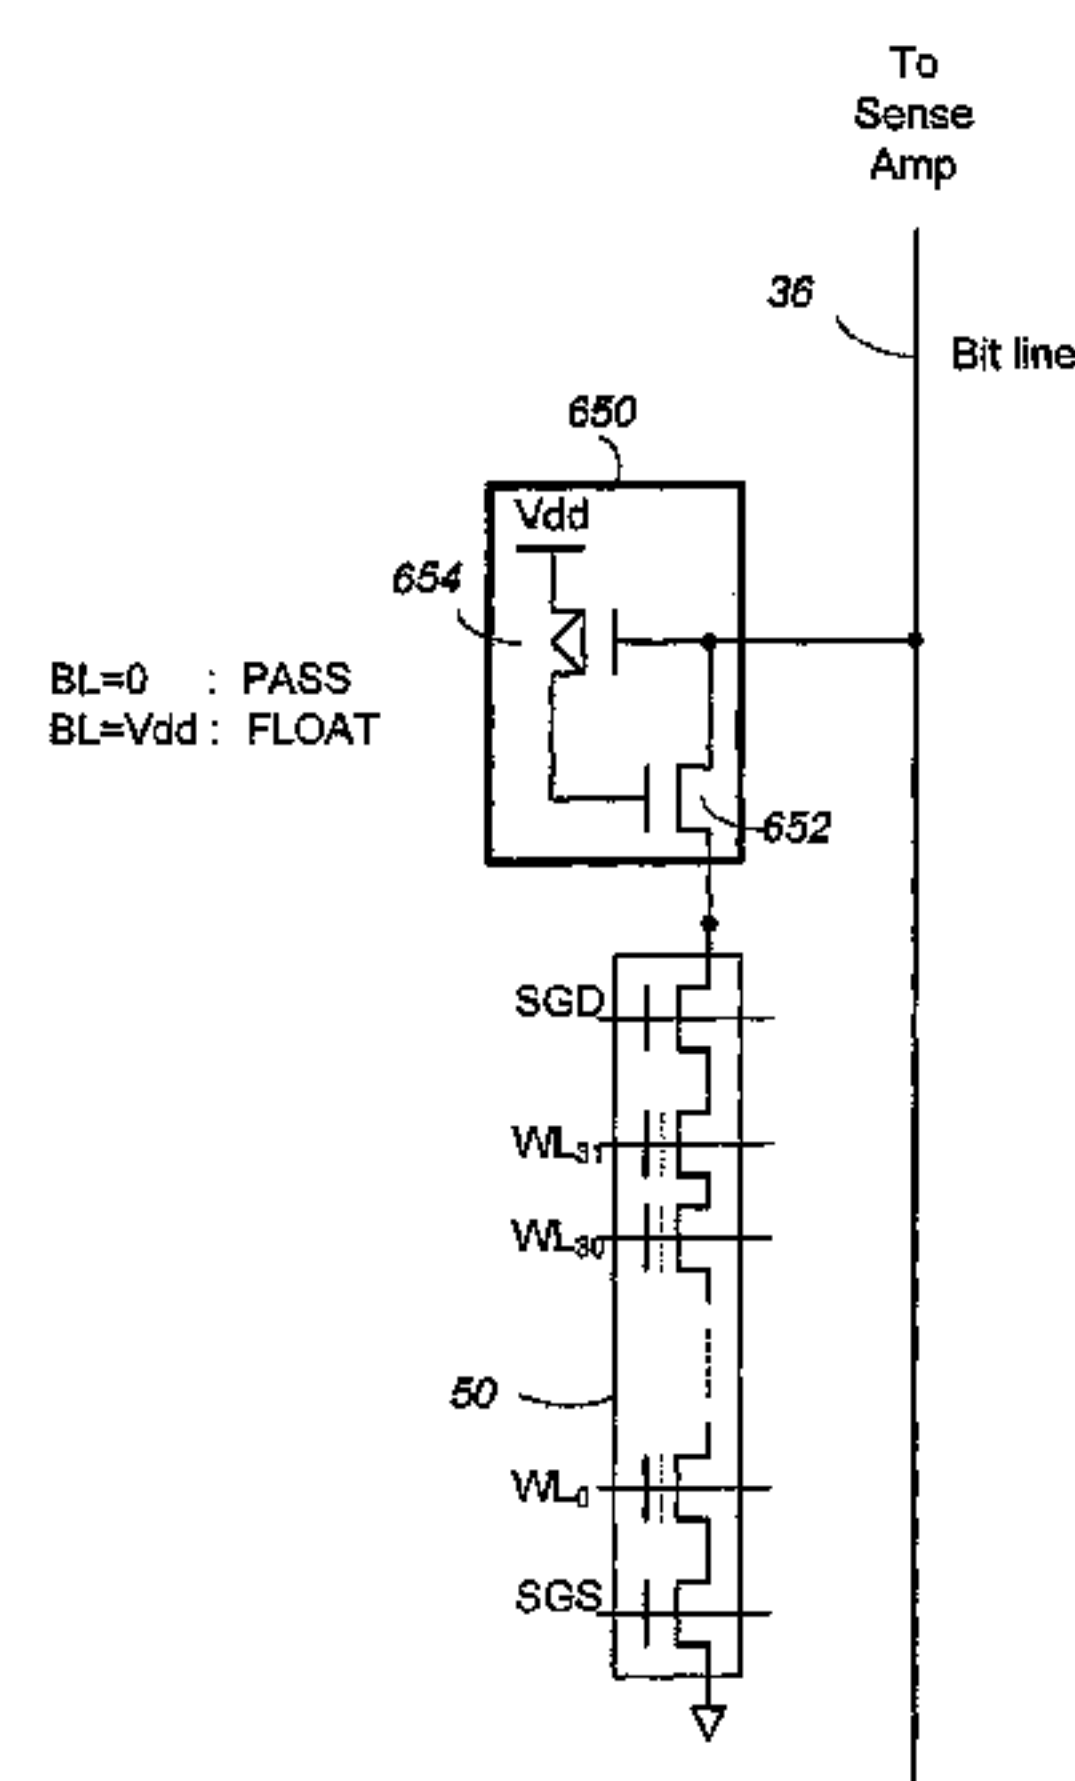 To
Sense
Amp
36
Bit line
650
Vdd
654
BL=0 : PASS
BL=Vdd : FLOAT
652
SGD
WL31
WL30
50
WL0
SGS